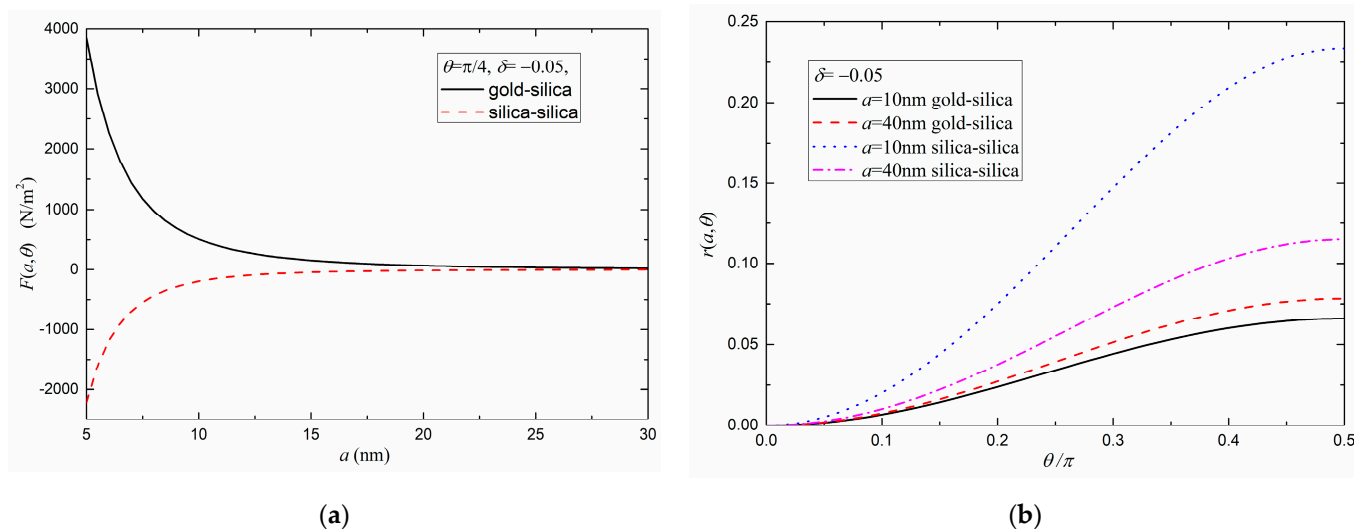 4000
3000
2000
1000
0
-1000
-2000
F(a,θ) (N/m²)
θ=π/4, δ= −0.05,
gold-silica
silica-silica
5 10 15 20 25 30
a (nm)
(a)
0.25
0.20
0.15
0.10
0.05
0.00
r(a,θ)
δ= −0.05
a=10nm gold-silica
a=40nm gold-silica
a=10nm silica-silica
a=40nm silica-silica
0.0 0.1 0.2 0.3 0.4 0.5
θ/π
(b)